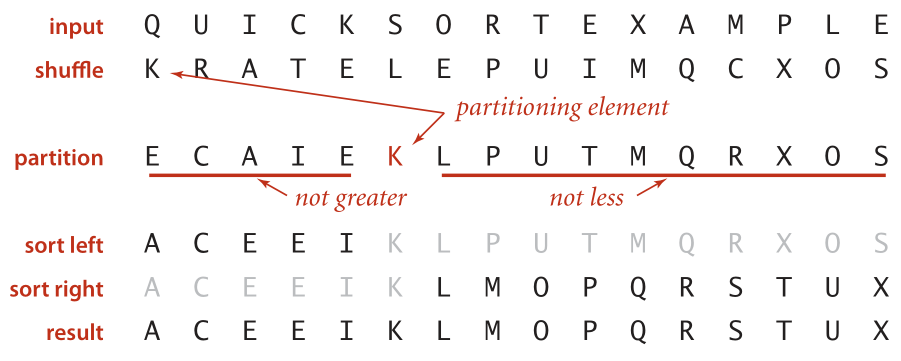 input Q U I C K S O R T E X A M P L E
shuffle K R A T E L E P U I M Q C X O S
partitioning element
partition E C A I E K L P U T M Q R X O S
not greater not less
sort left A C E E I K L P U T M Q R X O S
sort right A C E E I K L M O P Q R S T U X
result A C E E I K L M O P Q R S T U X